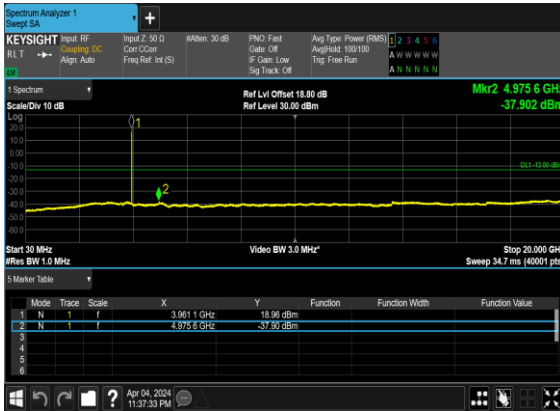 Spectrum Analyzer 1
Swept SA
KEYSIGHT Input: RF Input Z: 50 Ω #Atten: 30 dB PNO: Fast Avg Type: Power (RMS) 1 2 3 4 5 6
RLT Coupling: DC Corr CCorr Gate: Off Avg|Hold: 100/100 A W W W W W
Align: Auto Freq Ref: Int (S) IF Gain: Low Trig: Free Run
Sig Track: Off A N N N N N
1 Spectrum Ref Lvl Offset 18.80 dB Mkr2 4.975 6 GHz
Scale/Div 10 dB Ref Level 30.00 dBm -37.902 dBm
Log
1
20.0
10.0
0.00
-10.0
DL1 -13.00 dBm
-20.0
-30.0
2
-40.0
-50.0
-60.0
Start 30 MHz Video BW 3.0 MHz* Stop 20.000 GH
#Res BW 1.0 MHz Sweep 34.7 ms (40001 pts
5 Marker Table
Mode Trace Scale X Y Function Function Width Function Value
1 N 1 f 3.961 1 GHz 18.96 dBm
2 N 1 f 4.975 6 GHz -37.90 dBm
3
4
5
6
? Apr 04, 2024
11:37:33 PM